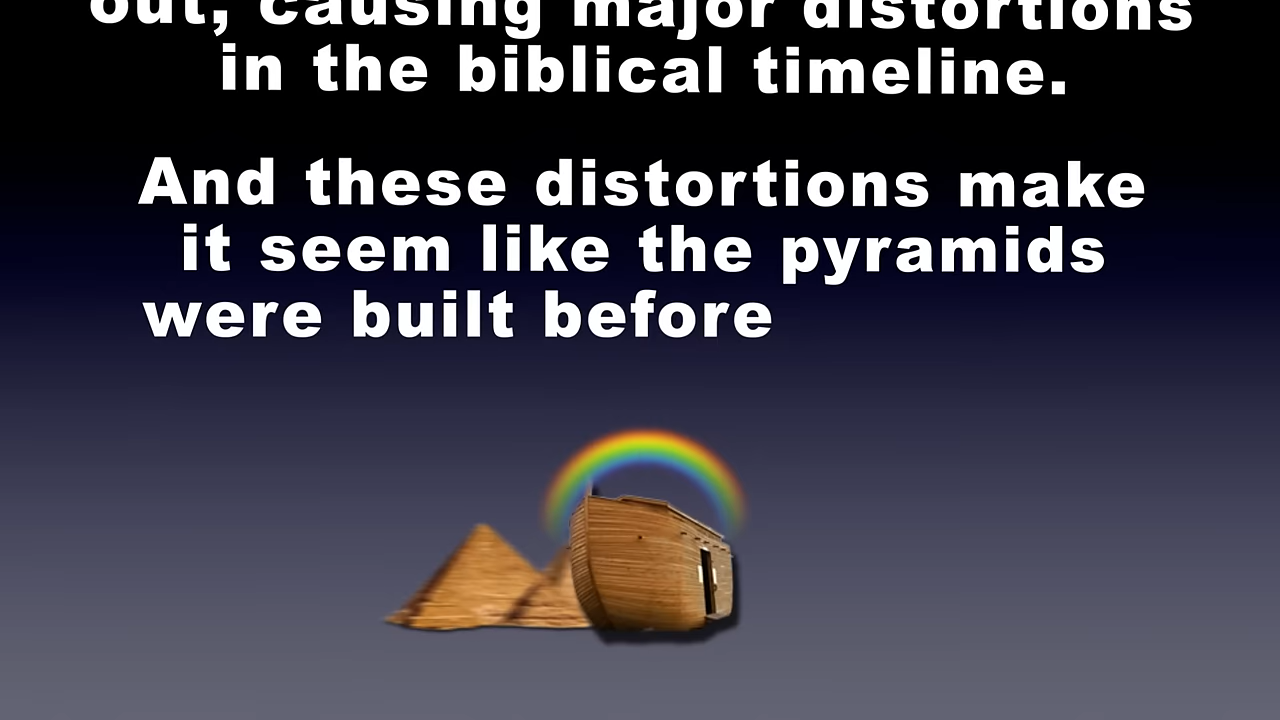 out, causing major distortions
in the biblical timeline.
And these distortions make
it seem like the pyramids
were built before